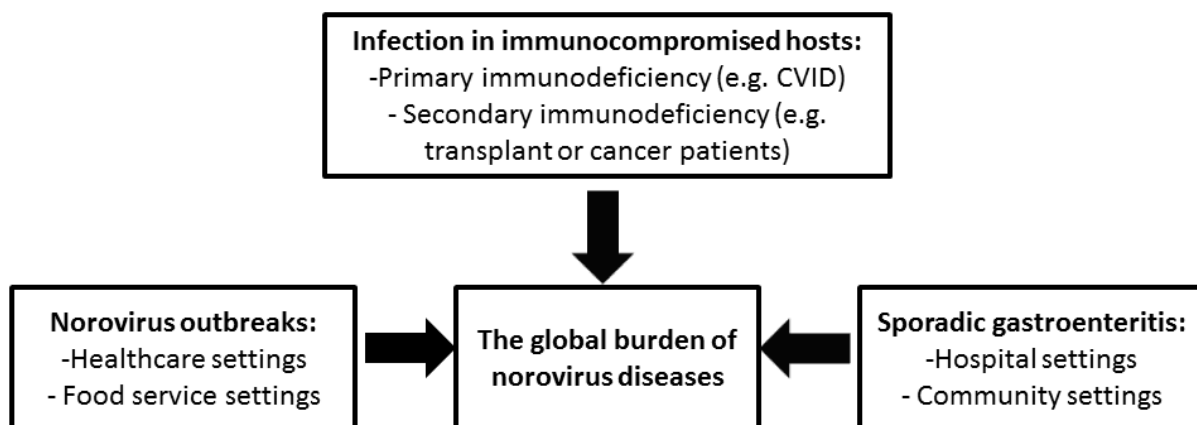 Infection in immunocompromised hosts:
-Primary immunodeficiency (e.g. CVID)
- Secondary immunodeficiency (e.g.
transplant or cancer patients)
Norovirus outbreaks:
-Healthcare settings
- Food service settings
The global burden of
norovirus diseases
Sporadic gastroenteritis:
-Hospital settings
- Community settings